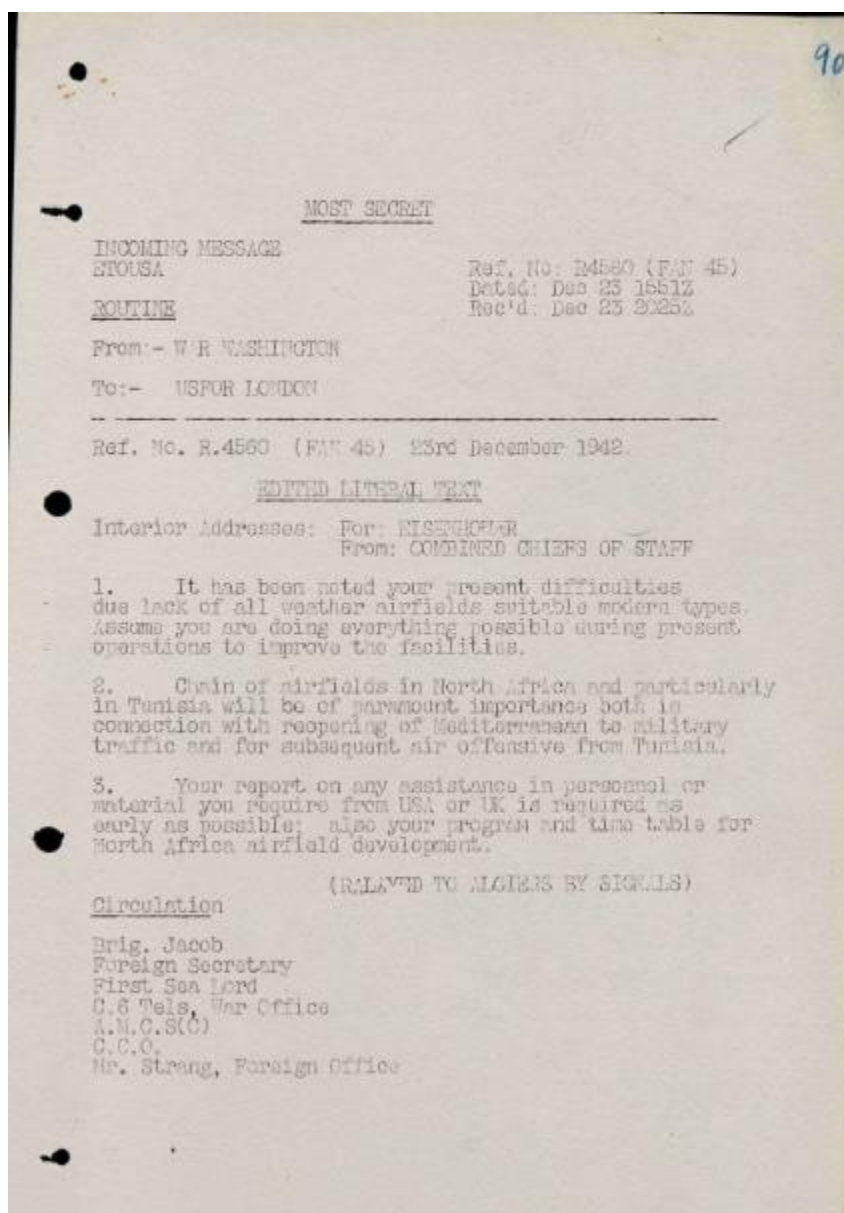 90
MOST SECRET
INCOMING MESSAGE
ETOUSA
Ref. No: R4560 (FAN 45)
Dated: Dec 23 1551Z
ROUTINE
Rec'd: Dec 23 2025Z
From:- WAR WASHINGTON
To:- USFOR LONDON
Ref. No. R.4560 (FAN 45) 23rd December 1942.
EDITED LITERAL TEXT
Interior Addresses: For: EISENHOWER
From: COMBINED CHIEFS OF STAFF
1. It has been noted your present difficulties
due lack of all weather airfields suitable modern types.
Assume you are doing everything possible during present
operations to improve the facilities.
2. Chain of airfields in North Africa and particularly
in Tunisia will be of paramount importance both in
connection with reopening of Mediterranean to military
traffic and for subsequent air offensive from Tunisia.
3. Your report on any assistance in personnel or
material you require from USA or UK is required as
early as possible; also your program and time table for
North Africa airfield development.
(RALAYED TO ALGIERS BY SIGNALS)
Circulation
Brig. Jacob
Foreign Secretary
First Sea Lord
C.6 Tels, War Office
A.M.C.S(C)
C.C.O.
Mr. Strang, Foreign Office